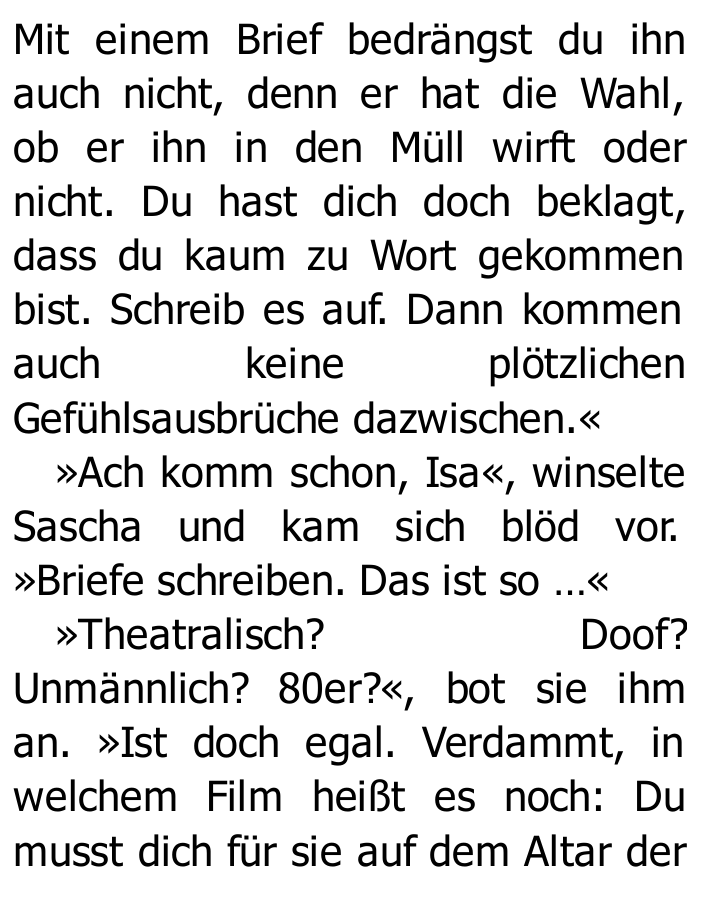 Mit einem Brief bedrängst du ihn
auch nicht, denn er hat die Wahl,
ob er ihn in den Müll wirft oder
nicht. Du hast dich doch beklagt,
dass du kaum zu Wort gekommen
bist. Schreib es auf. Dann kommen
auch keine plötzlichen
Gefühlsausbrüche dazwischen.«
»Ach komm schon, Isa«, winselte
Sascha und kam sich blöd vor.
»Briefe schreiben. Das ist so …«
»Theatralisch? Doof?
Unmännlich? 80er?«, bot sie ihm
an. »Ist doch egal. Verdammt, in
welchem Film heißt es noch: Du
musst dich für sie auf dem Altar der